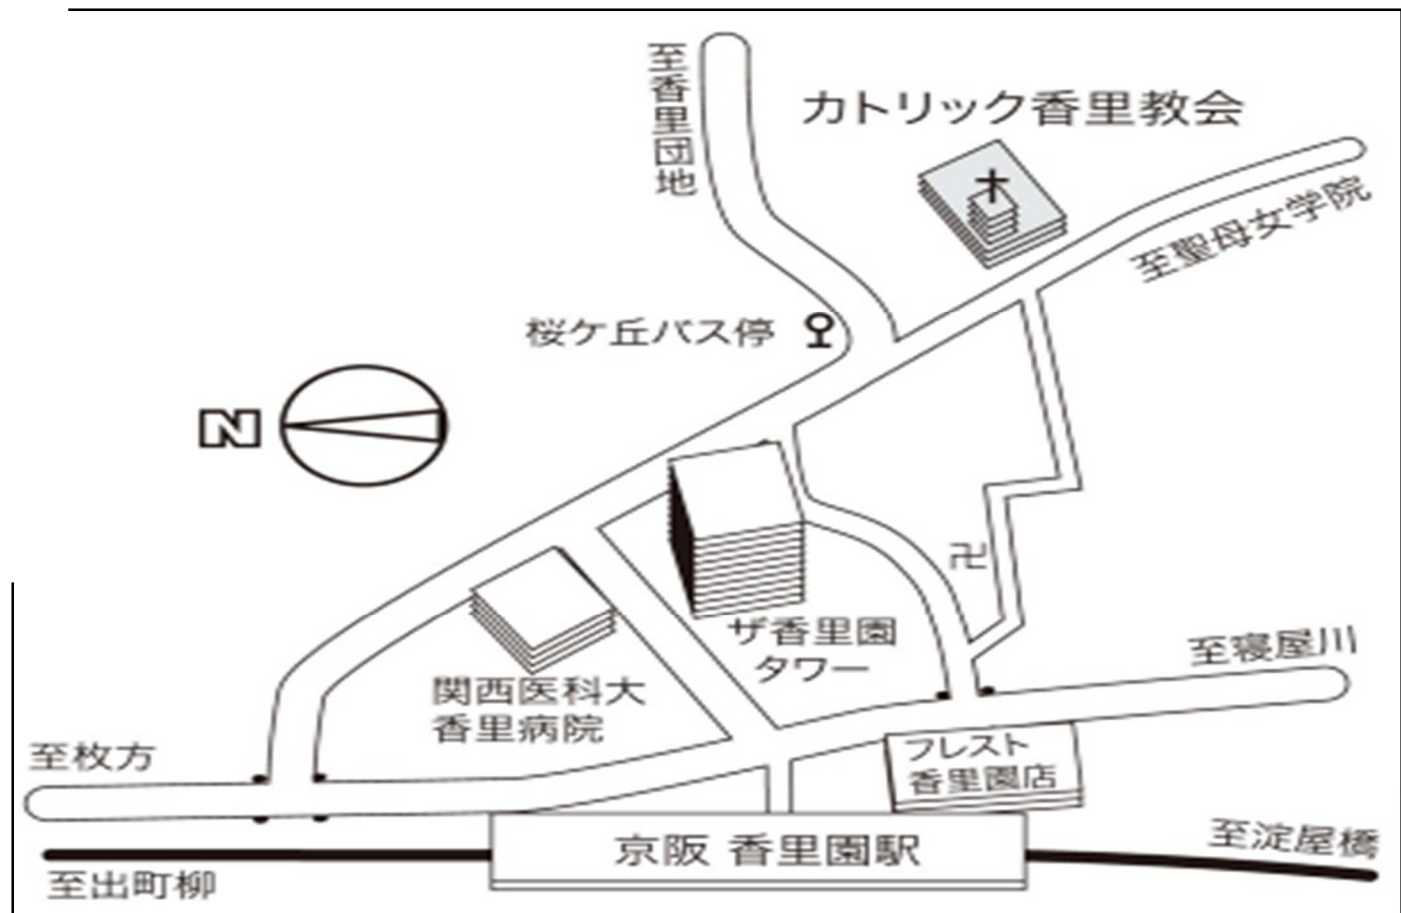 至香里団地
カトリック香里教会
至聖母女学院
桜ケ丘バス停
N
卍
ザ香里園
タワー
関西医科大
香里病院
至寝屋川
至枚方
フレスト
香里園店
京阪 香里園駅
至淀屋橋
至出町柳